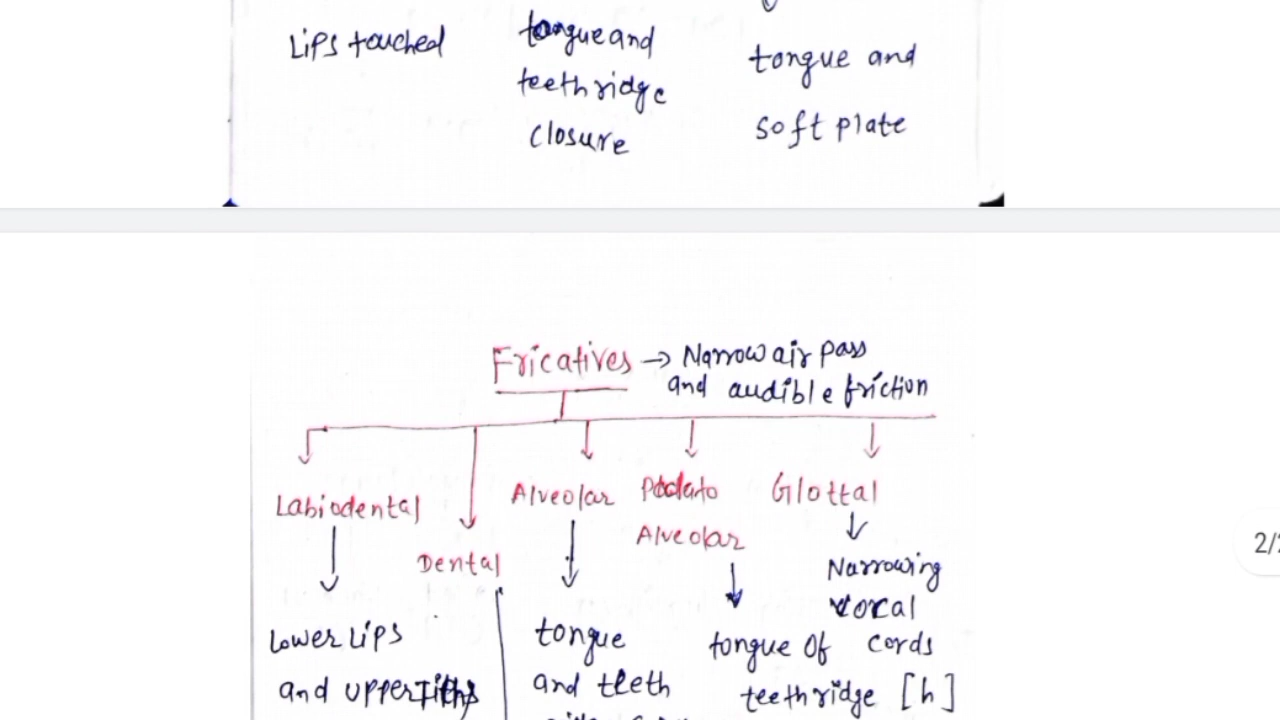 Lips touched
tongue and
teeth ridge
closure
tongue and
soft plate
Fricatives → Narrow air pass
and audible friction
Labiodental
Dental
Alveolar
Palato
Alveolar
Glottal
Lower Lips
and upper
tongue
and teeth
tongue of
teeth ridge
Narrowing
vocal
cords
[h]
2/2